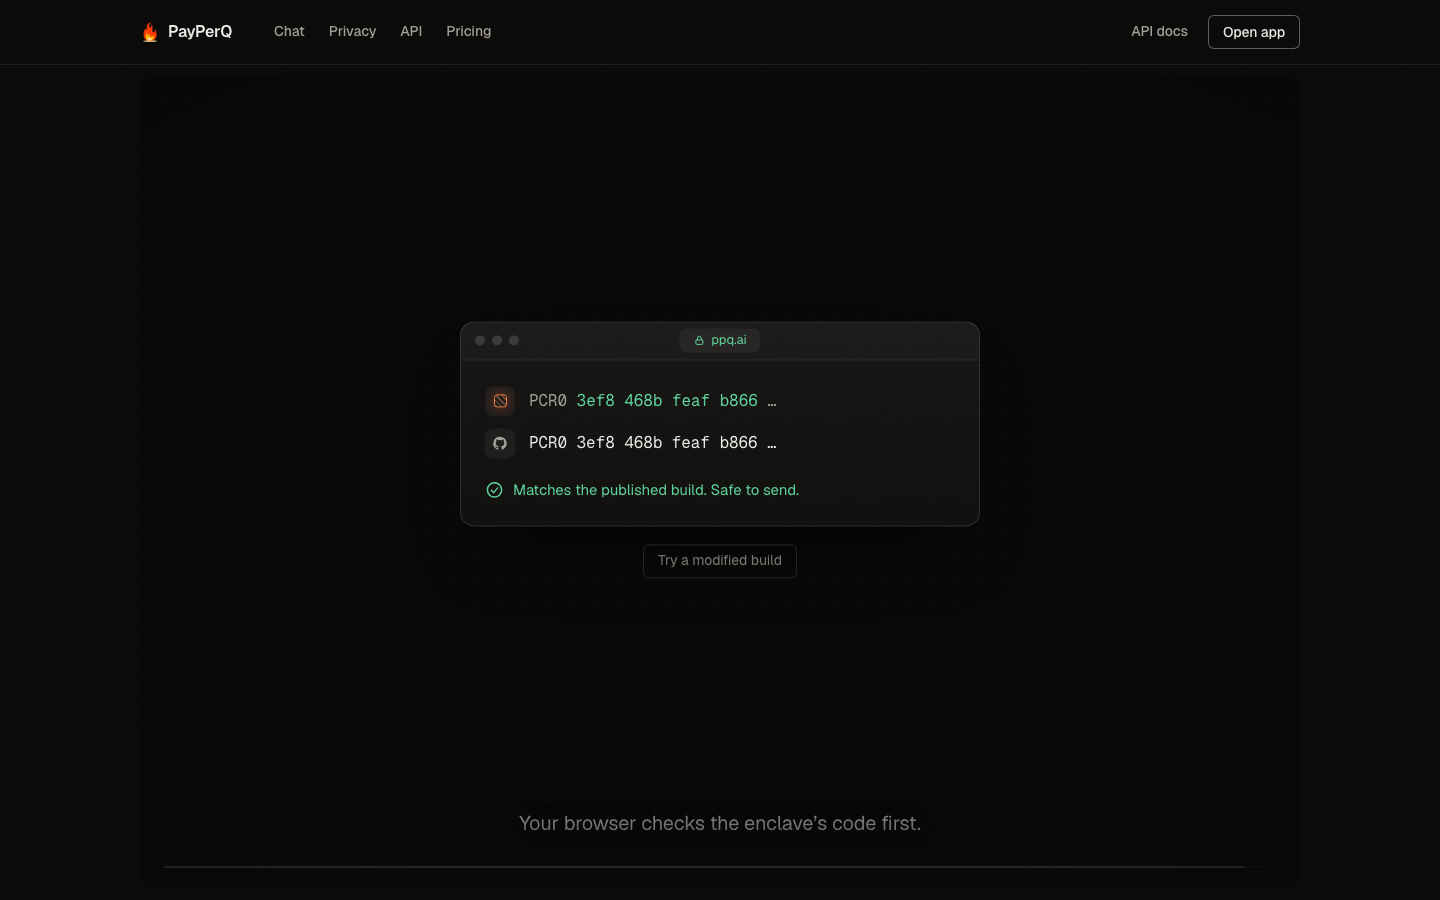 PayPerQ Chat Privacy API Pricing API docs Open app
ppq.ai
PCR0 3ef8 468b feaf b866 …
PCR0 3ef8 468b feaf b866 …
Matches the published build. Safe to send.
Try a modified build
Your browser checks the enclave’s code first.